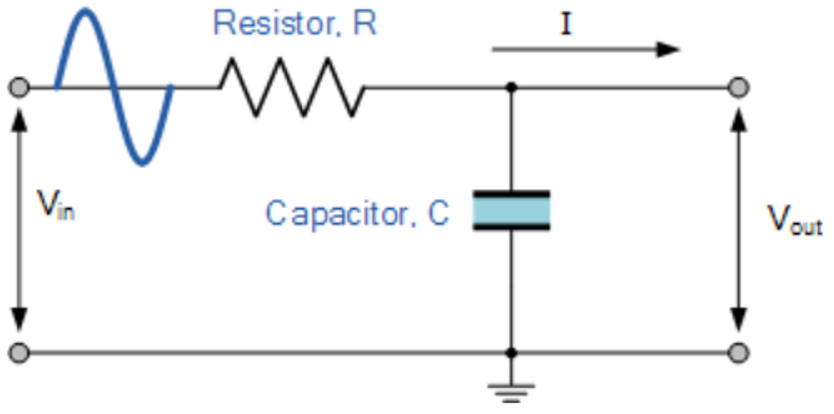 Resistor, R
I
Vin
Capacitor, C
Vout